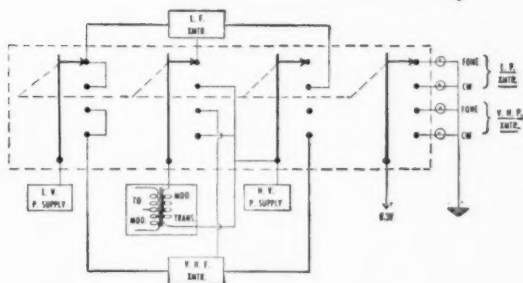 L. F.
XMTR.
FONE
CW
L. F.
XMTR.
FONE
CW
V. H. F.
XMTR.
L. V.
P. SUPPLY
TO
MOD.
MOD.
TRANS.
H. V.
P. SUPPLY
6.3V
V. H. F.
XMTR.